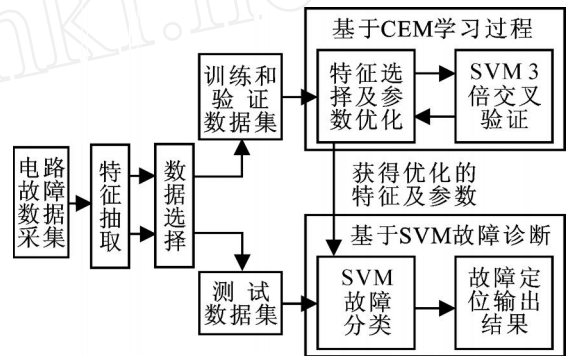 基于CEM学习过程
训练和
验 证
数据集
特征选
择及参
数优化
SVM 3
倍交叉
验证
电路
故障
数据
采集
特征抽取
数据选择
获得优化的
特征及参数
基于SVM故障诊断
测 试
数据集
SVM
故障
分类
故障定
位输出
结果